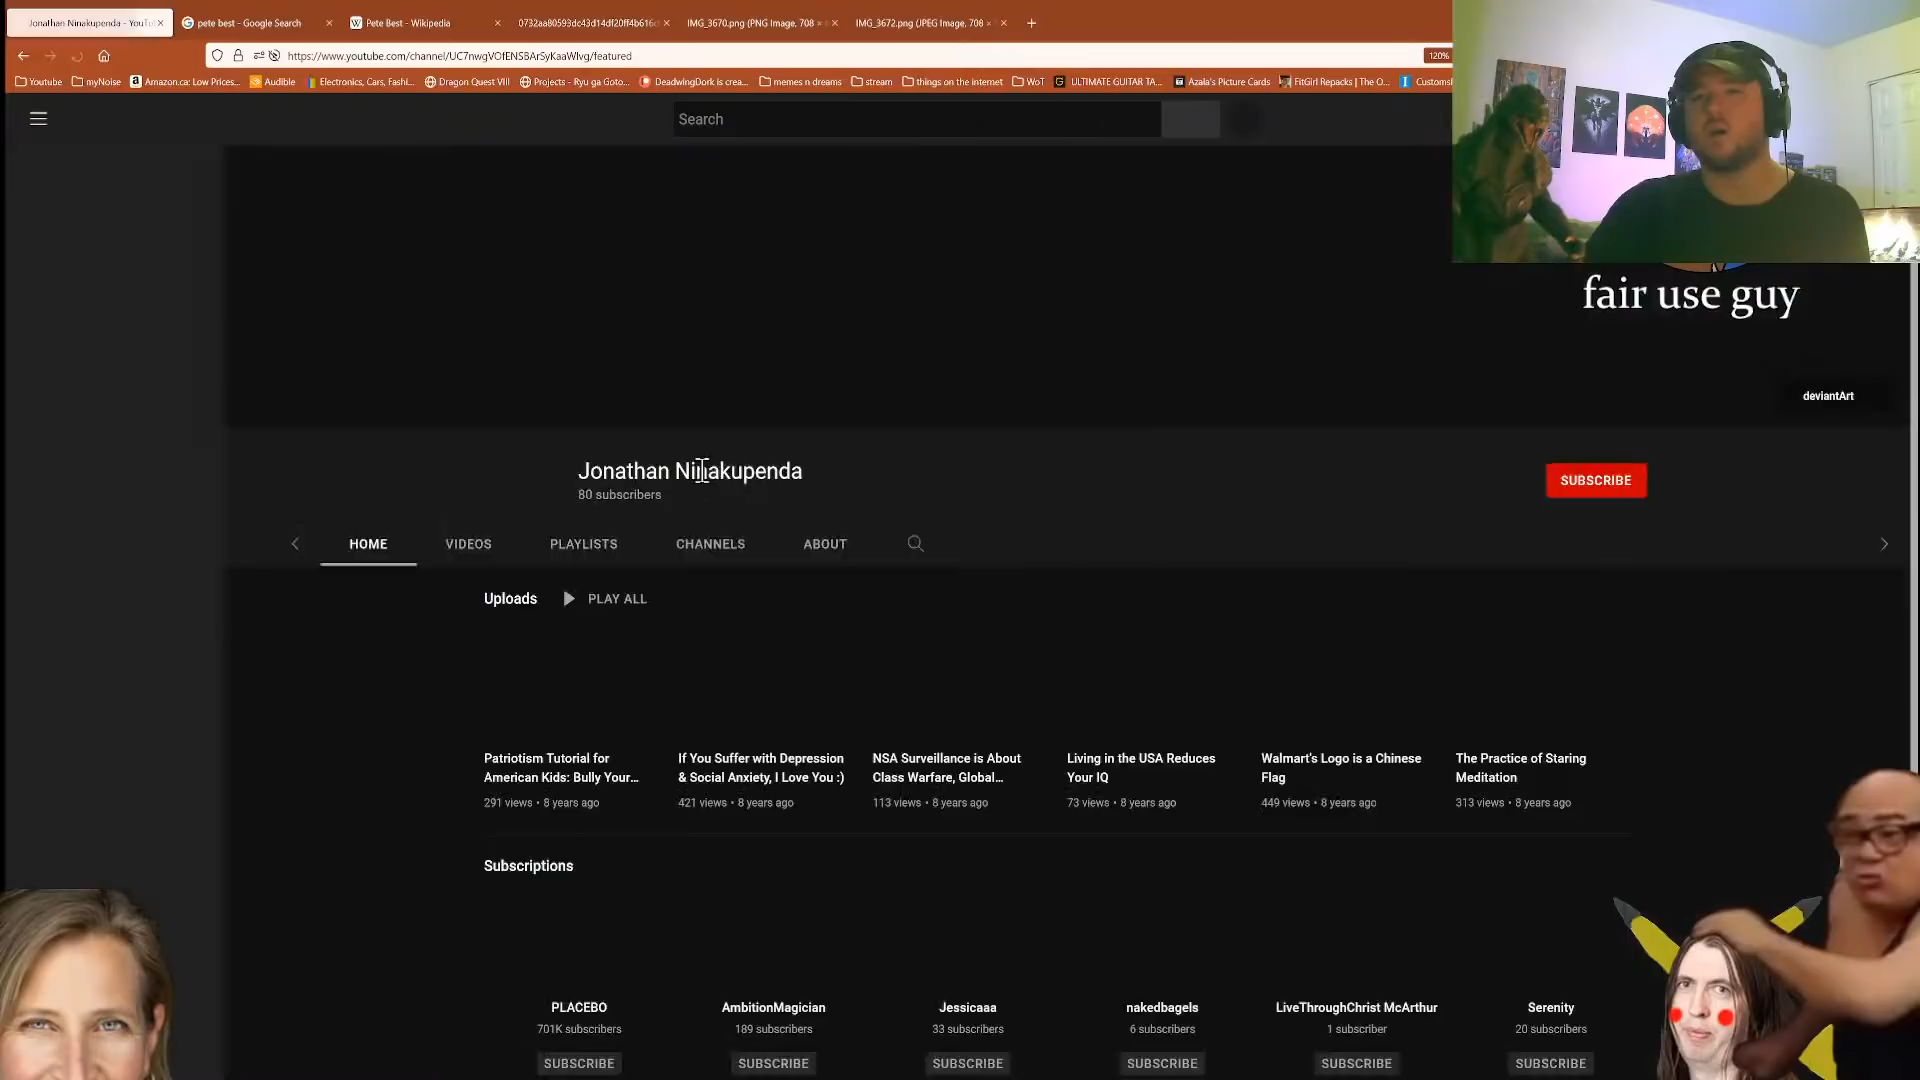 Jonathan Ninakupenda - YouTu
pete best - Google Search
Pete Best - Wikipedia
0732aa80593dc43d14df20ff4b616
IMG_3670.png (PNG Image, 708 ×
IMG_3672.png (JPEG Image, 708 ×
https://www.youtube.com/channel/UC7nwgVOfENSBArSyKaaWlvg/featured
120%
Youtube
myNoise
Amazon.ca: Low Prices...
Audible
Electronics, Cars, Fashi...
Dragon Quest VIII
Projects - Ryu ga Goto...
DeadwingDork is crea...
memes n dreams
stream
things on the internet
WoT
ULTIMATE GUITAR TA...
Azala's Picture Cards
FitGirl Repacks | The O...
Customs
Search
fair use guy
deviantArt
Jonathan Ninakupenda
80 subscribers
SUBSCRIBE
HOME
VIDEOS
PLAYLISTS
CHANNELS
ABOUT
Uploads
PLAY ALL
Patriotism Tutorial for
American Kids: Bully Your...
291 views • 8 years ago
If You Suffer with Depression
& Social Anxiety, I Love You :)
421 views • 8 years ago
NSA Surveillance is About
Class Warfare, Global...
113 views • 8 years ago
Living in the USA Reduces
Your IQ
73 views • 8 years ago
Walmart's Logo is a Chinese
Flag
449 views • 8 years ago
The Practice of Staring
Meditation
313 views • 8 years ago
Subscriptions
PLACEBO
701K subscribers
SUBSCRIBE
AmbitionMagician
189 subscribers
SUBSCRIBE
Jessicaaa
33 subscribers
SUBSCRIBE
nakedbagels
6 subscribers
SUBSCRIBE
LiveThroughChrist McArthur
1 subscriber
SUBSCRIBE
Serenity
20 subscribers
SUBSCRIBE